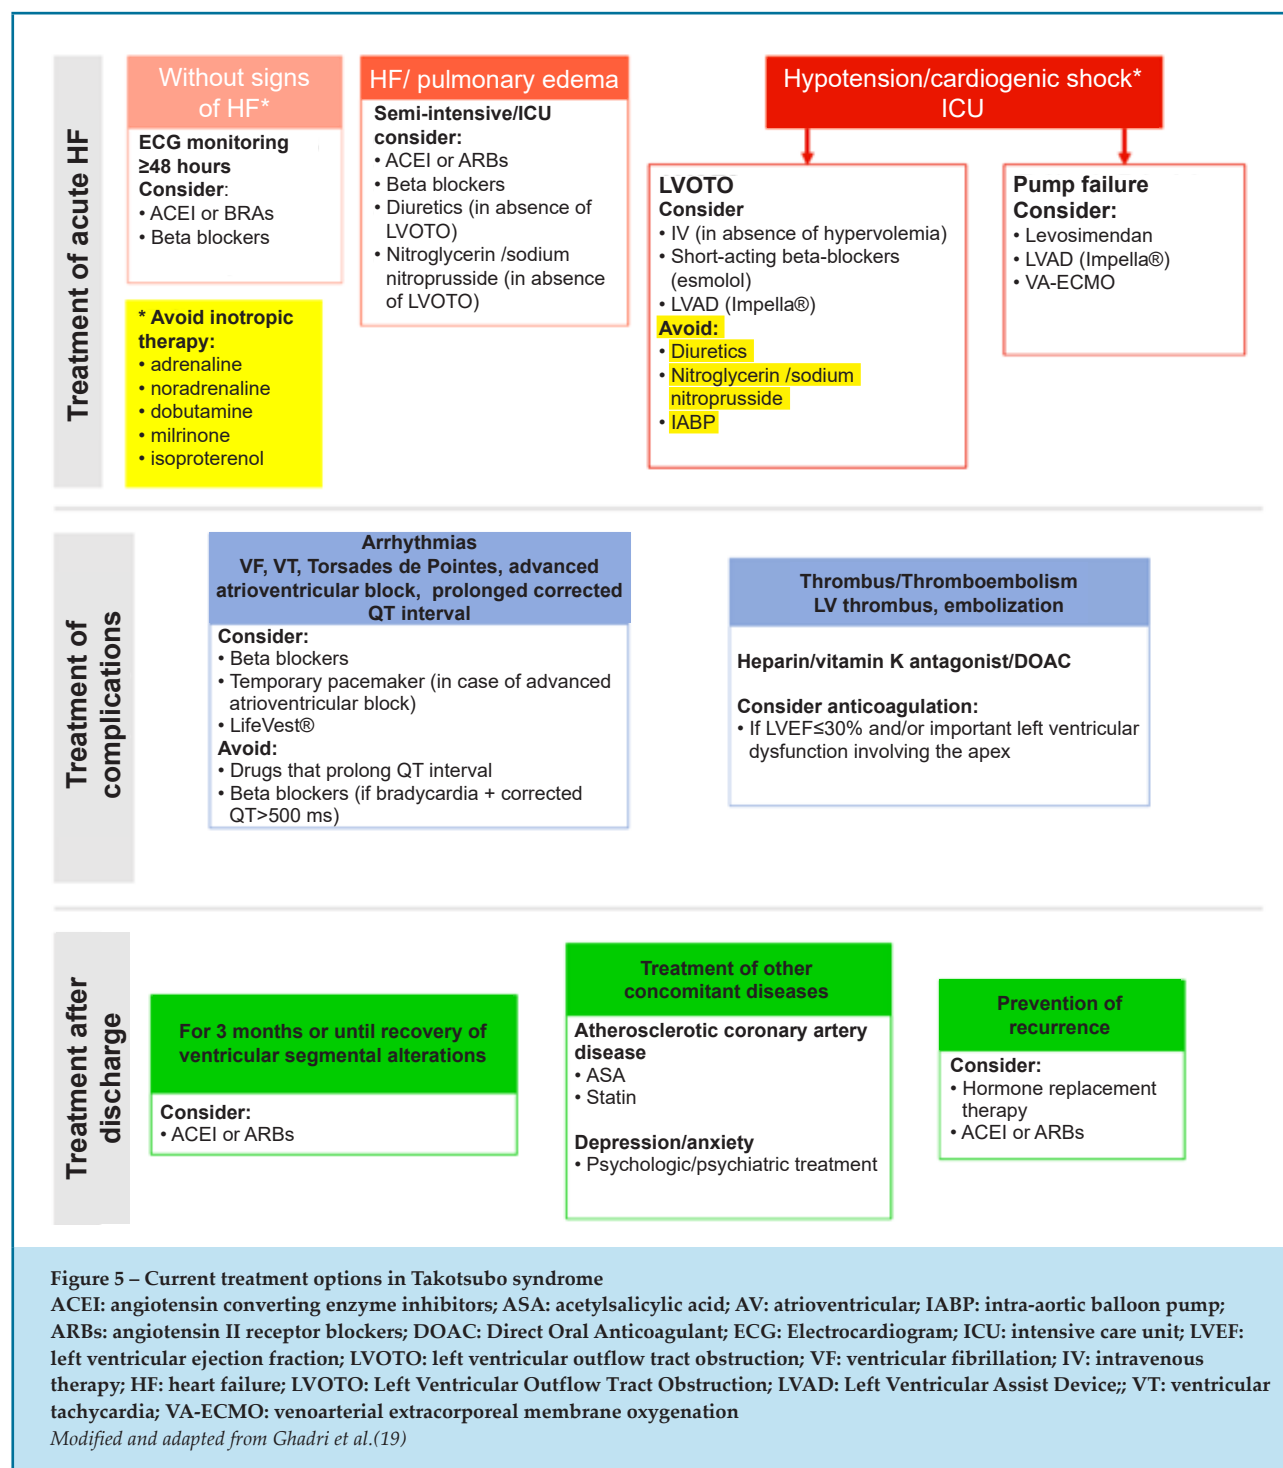 Treatment of acute HF
Without signs
of HF*
ECG monitoring
≥48 hours
Consider:
• ACEI or BRAs
• Beta blockers
* Avoid inotropic
therapy:
• adrenaline
• noradrenaline
• dobutamine
• milrinone
• isoproterenol
HF/ pulmonary edema
Semi-intensive/ICU
consider:
• ACEI or ARBs
• Beta blockers
• Diuretics (in absence of
LVOTO)
• Nitroglycerin /sodium
nitroprusside (in absence
of LVOTO)
Hypotension/cardiogenic shock*
ICU
LVOTO
Consider
• IV (in absence of hypervolemia)
• Short-acting beta-blockers
(esmolol)
• LVAD (Impella®)
Avoid:
• Diuretics
• Nitroglycerin /sodium
nitroprusside
• IABP
Pump failure
Consider:
• Levosimendan
• LVAD (Impella®)
• VA-ECMO
Treatment of
complications
Arrhythmias
VF, VT, Torsades de Pointes, advanced
atrioventricular block, prolonged corrected
QT interval
Consider:
• Beta blockers
• Temporary pacemaker (in case of advanced
atrioventricular block)
• LifeVest®
Avoid:
• Drugs that prolong QT interval
• Beta blockers (if bradycardia + corrected
QT>500 ms)
Thrombus/Thromboembolism
LV thrombus, embolization
Heparin/vitamin K antagonist/DOAC
Consider anticoagulation:
• If LVEF≤30% and/or important left ventricular
dysfunction involving the apex
Treatment after
discharge
For 3 months or until recovery of
ventricular segmental alterations
Consider:
• ACEI or ARBs
Treatment of other
concomitant diseases
Atherosclerotic coronary artery
disease
• ASA
• Statin
Depression/anxiety
• Psychologic/psychiatric treatment
Prevention of
recurrence
Consider:
• Hormone replacement
therapy
• ACEI or ARBs
Figure 5 – Current treatment options in Takotsubo syndrome
ACEI: angiotensin converting enzyme inhibitors; ASA: acetylsalicylic acid; AV: atrioventricular; IABP: intra-aortic balloon pump;
ARBs: angiotensin II receptor blockers; DOAC: Direct Oral Anticoagulant; ECG: Electrocardiogram; ICU: intensive care unit; LVEF:
left ventricular ejection fraction; LVOTO: left ventricular outflow tract obstruction; VF: ventricular fibrillation; IV: intravenous
therapy; HF: heart failure; LVOTO: Left Ventricular Outflow Tract Obstruction; LVAD: Left Ventricular Assist Device;; VT: ventricular
tachycardia; VA-ECMO: venoarterial extracorporeal membrane oxygenation
Modified and adapted from Ghadri et al.(19)